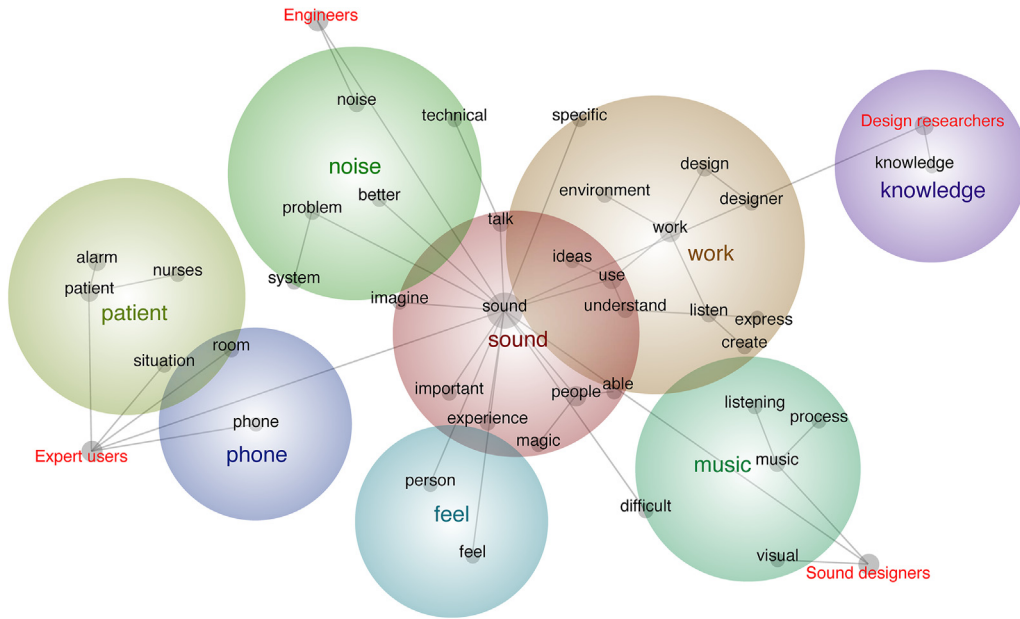 Engineers
noise
technical
specific
Design researchers
noise
design
knowledge
better
environment
knowledge
problem
designer
talk
work
alarm
ideas
work
nurses
system
use
patient
imagine
sound
understand
listen
patient
express
sound
room
create
situation
important
people
able
listening
phone
experience
process
magic
Expert users
phone
music
music
person
difficult
feel
feel
visual
Sound designers